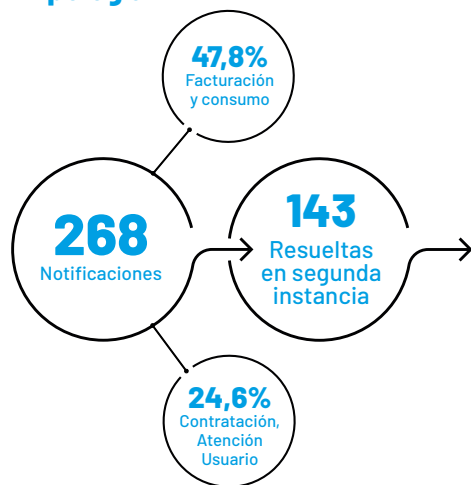 47,8%
Facturación
y consumo
268
Notificaciones
143
Resueltas
en segunda
instancia
24,6%
Contratación,
Atención
Usuario